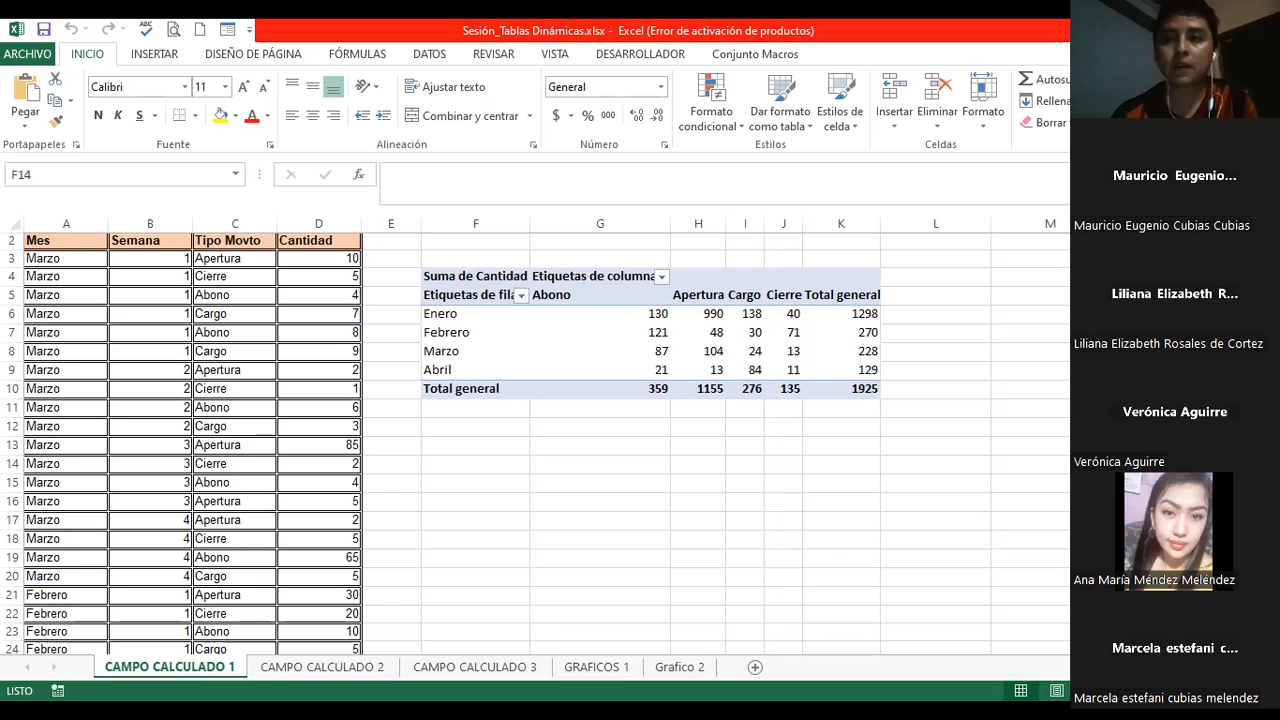 Sesión_Tablas Dinámicas.xlsx - Excel (Error de activación de productos)
ARCHIVO INICIO INSERTAR DISEÑO DE PÁGINA FÓRMULAS DATOS REVISAR VISTA DESARROLLADOR Conjunto Macros
Pegar
Calibri 11
N K S
Ajustar texto
Combinar y centrar
General
$ % 000
Formato condicional
Dar formato como tabla
Estilos de celda
Insertar Eliminar Formato
Autosu
Rellena
Borrar
Portapapeles Fuente Alineación Número Estilos Celdas
F14
A B C D E F G H I J K L M
2 Mes Semana Tipo Movto Cantidad
3 Marzo 1 Apertura 10
4 Marzo 1 Cierre 5 Suma de Cantidad Etiquetas de columna
5 Marzo 1 Abono 4 Etiquetas de fila Abono Apertura Cargo Cierre Total general
6 Marzo 1 Cargo 7 Enero 130 990 138 40 1298
7 Marzo 1 Abono 8 Febrero 121 48 30 71 270
8 Marzo 1 Cargo 9 Marzo 87 104 24 13 228
9 Marzo 2 Apertura 2 Abril 21 13 84 11 129
10 Marzo 2 Cierre 1 Total general 359 1155 276 135 1925
11 Marzo 2 Abono 6
12 Marzo 2 Cargo 3
13 Marzo 3 Apertura 85
14 Marzo 3 Cierre 2
15 Marzo 3 Abono 4
16 Marzo 3 Apertura 5
17 Marzo 4 Apertura 2
18 Marzo 4 Cierre 5
19 Marzo 4 Abono 65
20 Marzo 4 Cargo 5
21 Febrero 1 Apertura 30
22 Febrero 1 Cierre 20
23 Febrero 1 Abono 10
24 Febrero 1 Cargo 5
CAMPO CALCULADO 1 CAMPO CALCULADO 2 CAMPO CALCULADO 3 GRAFICOS 1 Grafico 2
LISTO
Mauricio Eugenio...
Mauricio Eugenio Cubias Cubias
Liliana Elizabeth R...
Liliana Elizabeth Rosales de Cortez
Verónica Aguirre
Verónica Aguirre
Ana María Méndez Meléndez
Marcela estefani c...
Marcela estefani cubias melendez